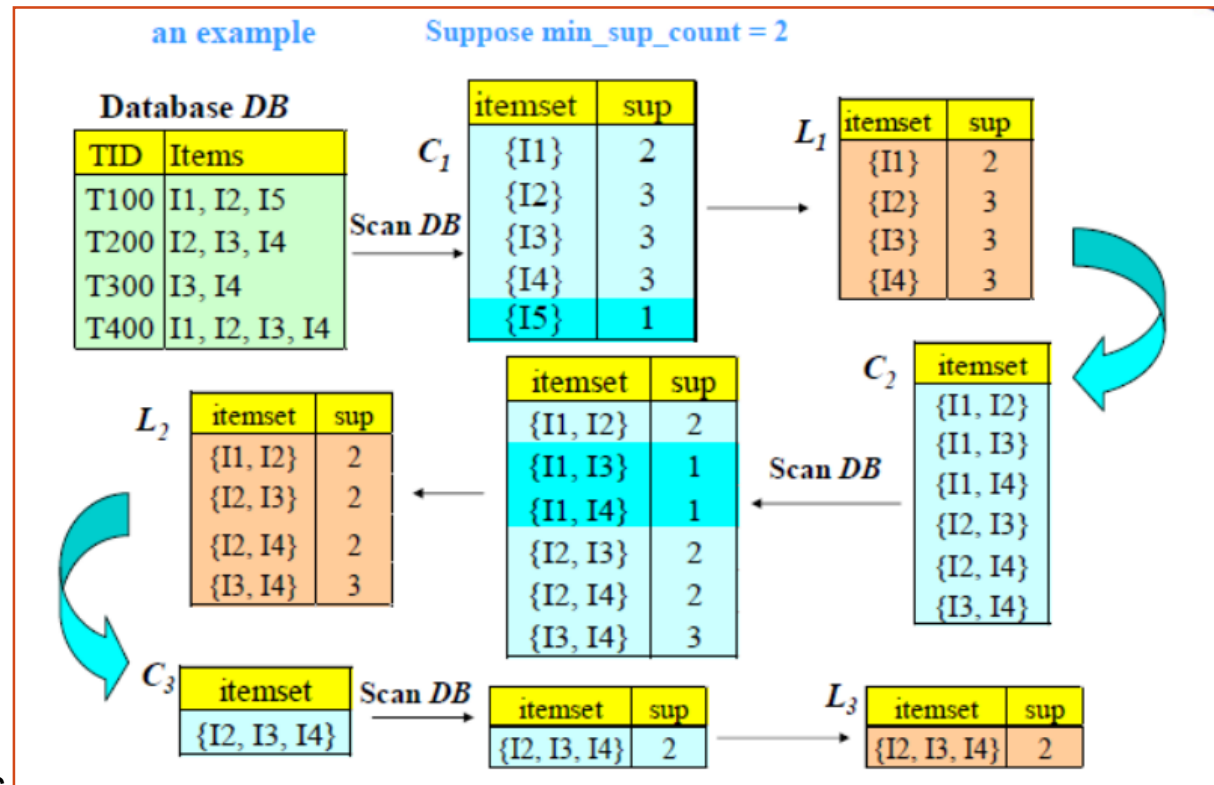 an example Suppose min_sup_count = 2
Database DB
TID Items
T100 I1, I2, I5
T200 I2, I3, I4
T300 I3, I4
T400 I1, I2, I3, I4
Scan DB
C1
itemset sup
{I1} 2
{I2} 3
{I3} 3
{I4} 3
{I5} 1
L1
itemset sup
{I1} 2
{I2} 3
{I3} 3
{I4} 3
C2
itemset
{I1, I2}
{I1, I3}
{I1, I4}
{I2, I3}
{I2, I4}
{I3, I4}
Scan DB
itemset sup
{I1, I2} 2
{I1, I3} 1
{I1, I4} 1
{I2, I3} 2
{I2, I4} 2
{I3, I4} 3
L2
itemset sup
{I1, I2} 2
{I2, I3} 2
{I2, I4} 2
{I3, I4} 3
C3
itemset
{I2, I3, I4}
Scan DB
itemset sup
{I2, I3, I4} 2
L3
itemset sup
{I2, I3, I4} 2